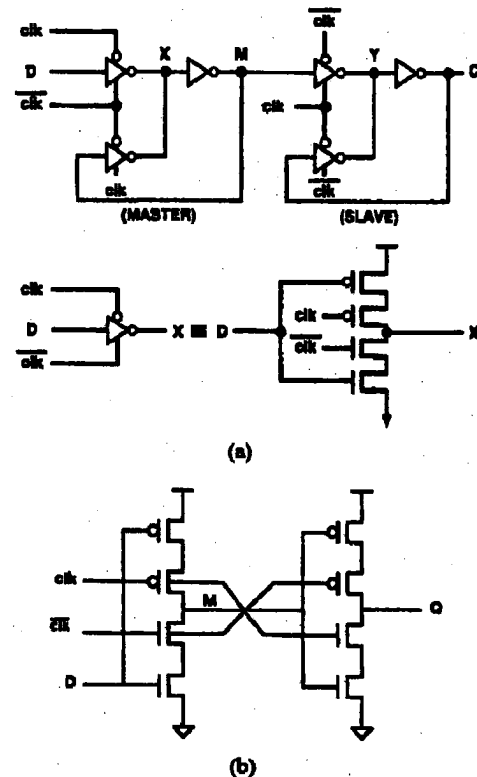 clk
clk
X
M
Y
D
Q
clk
clk
clk
clk
(MASTER)
(SLAVE)
clk
D
X ≡ D
clk
clk
clk
X
(a)
clk
M
Q
clk
D
(b)